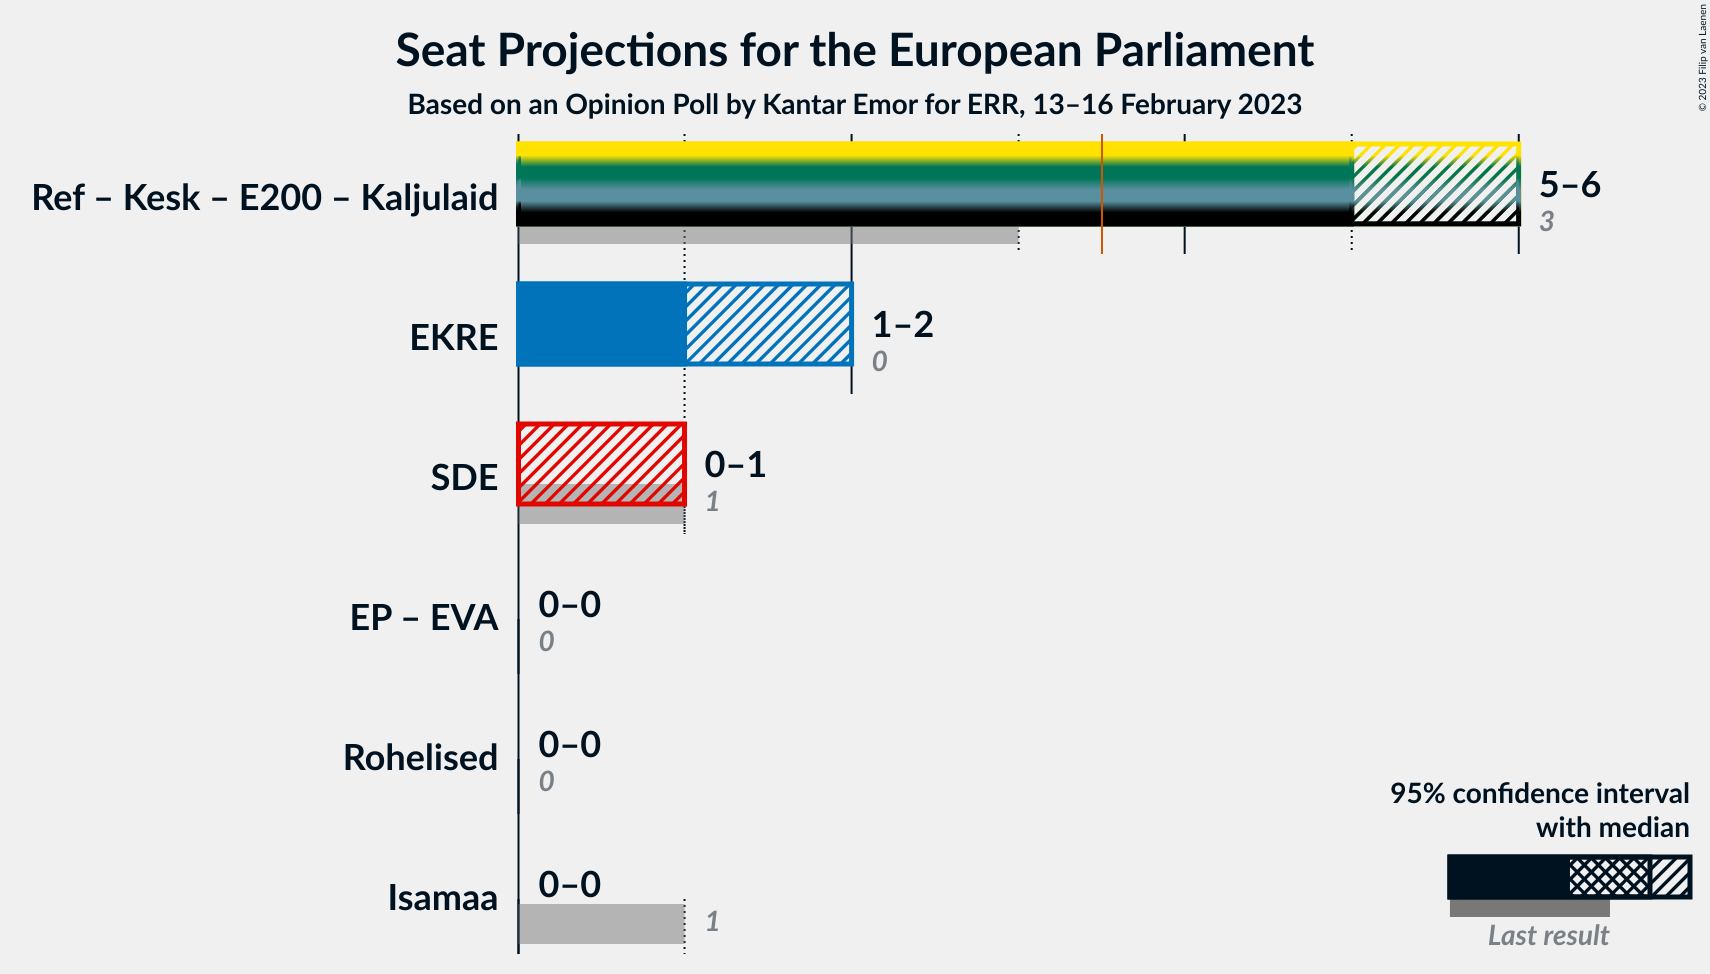 Seat Projections for the European Parliament
Based on an Opinion Poll by Kantar Emor for ERR, 13–16 February 2023
© 2023 Filip van Laenen
Ref – Kesk – E200 – Kaljulaid
5–6
3
EKRE
1–2
0
SDE
0–1
1
EP – EVA
0–0
0
Rohelised
0–0
0
Isamaa
0–0
1
95% confidence interval
with median
Last result